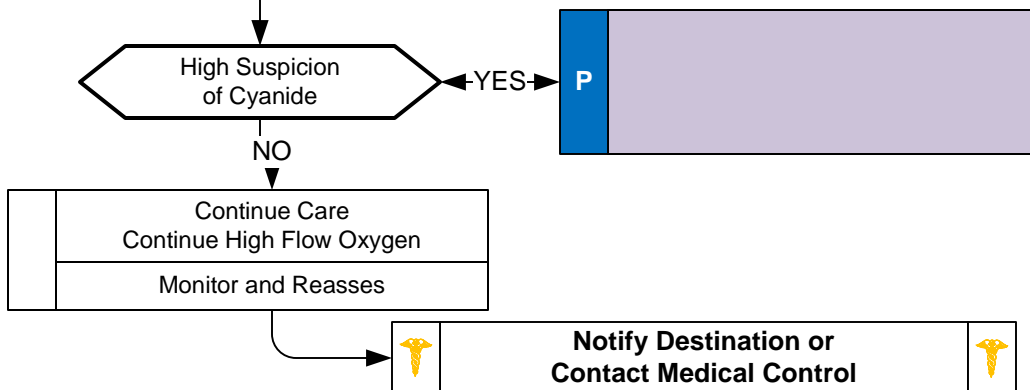 High Suspicion
of Cyanide
YES
P
NO
Continue Care
Continue High Flow Oxygen
Monitor and Reasses
Notify Destination or
Contact Medical Control